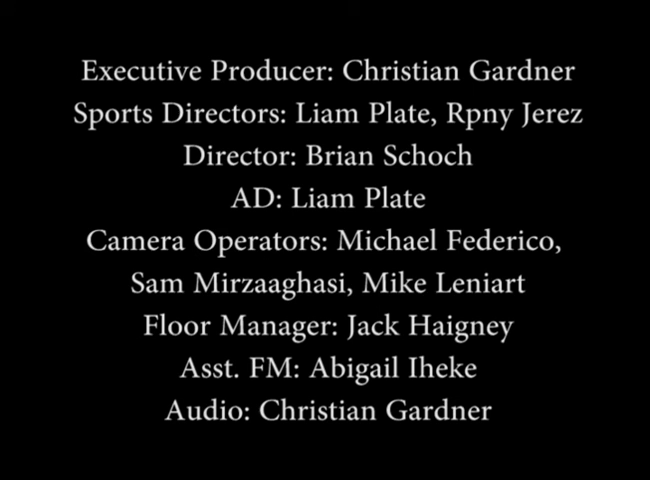 Executive Producer: Christian Gardner
Sports Directors: Liam Plate, Rpny Jerez
Director: Brian Schoch
AD: Liam Plate
Camera Operators: Michael Federico,
Sam Mirzaaghasi, Mike Leniart
Floor Manager: Jack Haigney
Asst. FM: Abigail Iheke
Audio: Christian Gardner